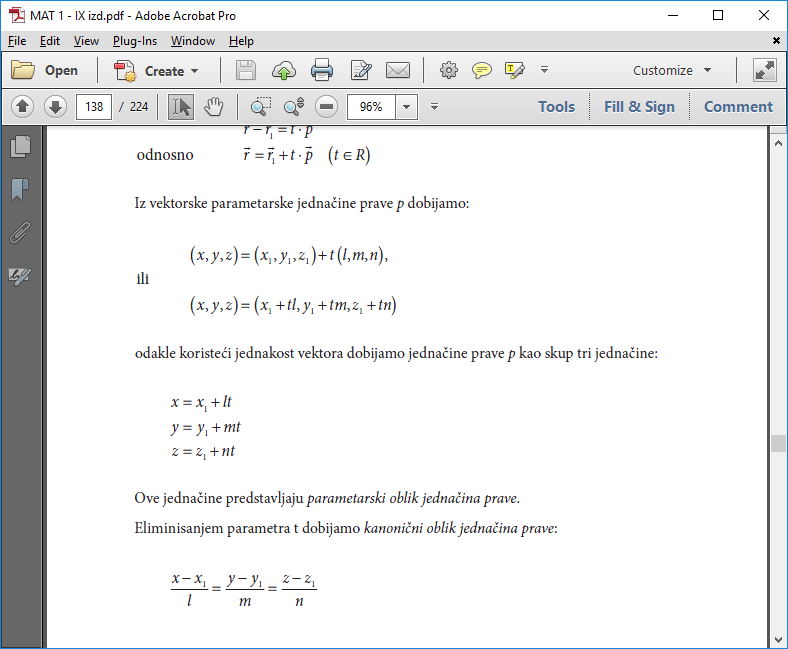 MAT 1 - IX izd.pdf - Adobe Acrobat Pro
File Edit View Plug-Ins Window Help
Open Create Customize
138 / 224 96% Tools Fill & Sign Comment
r⃗ − r⃗₁ = t · p⃗
odnosno r⃗ = r⃗₁ + t · p⃗ (t ∈ R)
Iz vektorske parametarske jednačine prave p dobijamo:
(x, y, z) = (x₁, y₁, z₁) + t (l, m, n),
ili
(x, y, z) = (x₁ + tl, y₁ + tm, z₁ + tn)
odakle koristeći jednakost vektora dobijamo jednačine prave p kao skup tri jednačine:
x = x₁ + lt
y = y₁ + mt
z = z₁ + nt
Ove jednačine predstavljaju parametarski oblik jednačina prave.
Eliminisanjem parametra t dobijamo kanonični oblik jednačina prave:
(x − x₁)/l = (y − y₁)/m = (z − z₁)/n